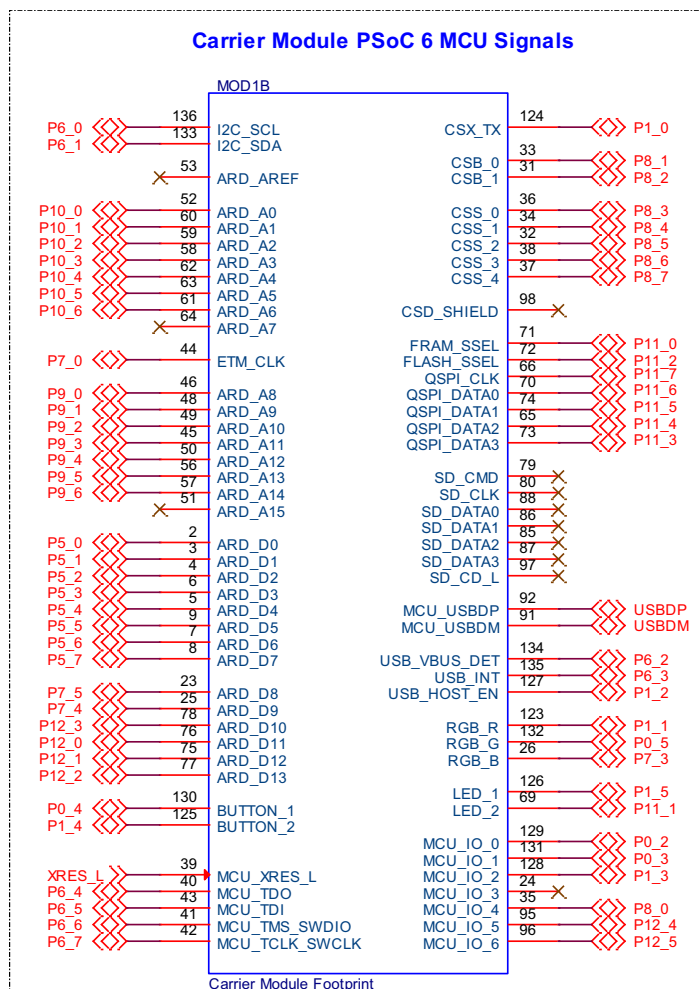 Carrier Module PSoC 6 MCU Signals
MOD1B
P6_0 136 I2C_SCL
P6_1 133 I2C_SDA
53 ARD_AREF
P10_0 52 ARD_A0
P10_1 60 ARD_A1
P10_2 59 ARD_A2
P10_3 58 ARD_A3
P10_4 62 ARD_A4
P10_5 63 ARD_A5
P10_6 61 ARD_A6
64 ARD_A7
P7_0 44 ETM_CLK
P9_0 46 ARD_A8
P9_1 48 ARD_A9
P9_2 49 ARD_A10
P9_3 45 ARD_A11
P9_4 50 ARD_A12
P9_5 56 ARD_A13
P9_6 57 ARD_A14
51 ARD_A15
P5_0 2 ARD_D0
P5_1 3 ARD_D1
P5_2 4 ARD_D2
P5_3 6 ARD_D3
P5_4 5 ARD_D4
P5_5 9 ARD_D5
P5_6 7 ARD_D6
P5_7 8 ARD_D7
P7_5 23 ARD_D8
P7_4 25 ARD_D9
P12_3 78 ARD_D10
P12_0 76 ARD_D11
P12_1 75 ARD_D12
P12_2 77 ARD_D13
P0_4 130 BUTTON_1
P1_4 125 BUTTON_2
XRES_L 39 MCU_XRES_L
P6_4 40 MCU_TDO
P6_5 43 MCU_TDI
P6_6 41 MCU_TMS_SWDIO
P6_7 42 MCU_TCLK_SWCLK
CSX_TX 124 P1_0
CSB_0 33 P8_1
CSB_1 31 P8_2
CSS_0 36 P8_3
CSS_1 34 P8_4
CSS_2 32 P8_5
CSS_3 38 P8_6
CSS_4 37 P8_7
CSD_SHIELD 98
FRAM_SSEL 71 P11_0
FLASH_SSEL 72 P11_2
QSPI_CLK 66 P11_7
QSPI_DATA0 70 P11_6
QSPI_DATA1 74 P11_5
QSPI_DATA2 65 P11_4
QSPI_DATA3 73 P11_3
SD_CMD 79
SD_CLK 80
SD_DATA0 88
SD_DATA1 86
SD_DATA2 85
SD_DATA3 87
SD_CD_L 97
MCU_USBDP 92 USBDP
MCU_USBDM 91 USBDM
USB_VBUS_DET 134 P6_2
USB_INT 135 P6_3
USB_HOST_EN 127 P1_2
RGB_R 123 P1_1
RGB_G 132 P0_5
RGB_B 26 P7_3
LED_1 126 P1_5
LED_2 69 P11_1
MCU_IO_0 129 P0_2
MCU_IO_1 131 P0_3
MCU_IO_2 128 P1_3
MCU_IO_3 24
MCU_IO_4 35 P8_0
MCU_IO_5 95 P12_4
MCU_IO_6 96 P12_5
Carrier Module Footprint